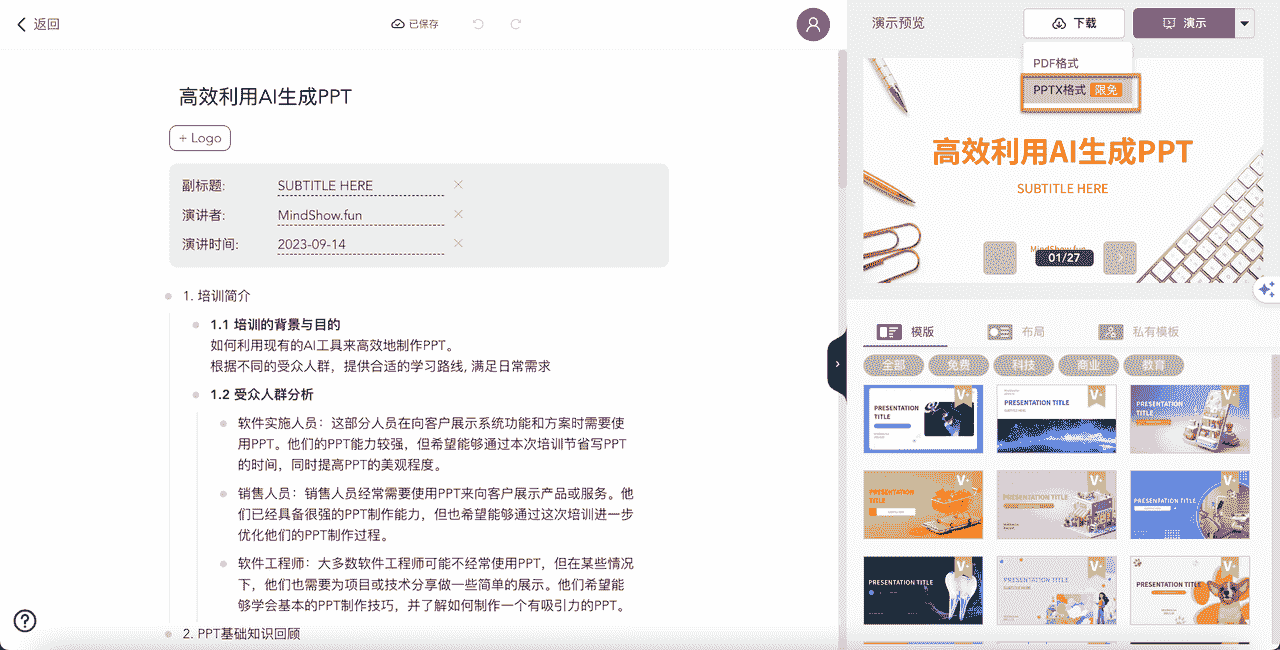 返回
已保存
演示预览
下载
演示
PDF格式
PPTX格式 限免
高效利用AI生成PPT
+ Logo
副标题: SUBTITLE HERE
演讲者: MindShow.fun
演讲时间: 2023-09-14
1. 培训简介
1.1 培训的背景与目的
如何利用现有的AI工具来高效地制作PPT。
根据不同的受众人群，提供合适的学习路线, 满足日常需求
1.2 受众人群分析
软件实施人员：这部分人员在向客户展示系统功能和方案时需要使
用PPT。他们的PPT能力较强，但希望能够通过本次培训节省写PPT
的时间，同时提高PPT的美观程度。
销售人员：销售人员经常需要使用PPT来向客户展示产品或服务。他
们已经具备很强的PPT制作能力，但也希望能够通过这次培训进一步
优化他们的PPT制作过程。
软件工程师：大多数软件工程师可能不经常使用PPT，但在某些情况
下，他们也需要为项目或技术分享做一些简单的展示。他们希望能
够学会基本的PPT制作技巧，并了解如何制作一个有吸引力的PPT。
2. PPT基础知识回顾
高效利用AI生成PPT
SUBTITLE HERE
MindShow.fun
01/27
模版
布局
私有模板
全部
免费
科技
商业
教育
PRESENTATION
TITLE
V+
PRESENTATION TITLE
V+
PRESENTATION
TITLE
V+
PRESENTATION
TITLE
V+
PRESENTATION TITLE
V+
PRESENTATION TITLE
V+
PRESENTATION TITLE
V+
PRESENTATION TITLE
V+
PRESENTATION TITLE
V+